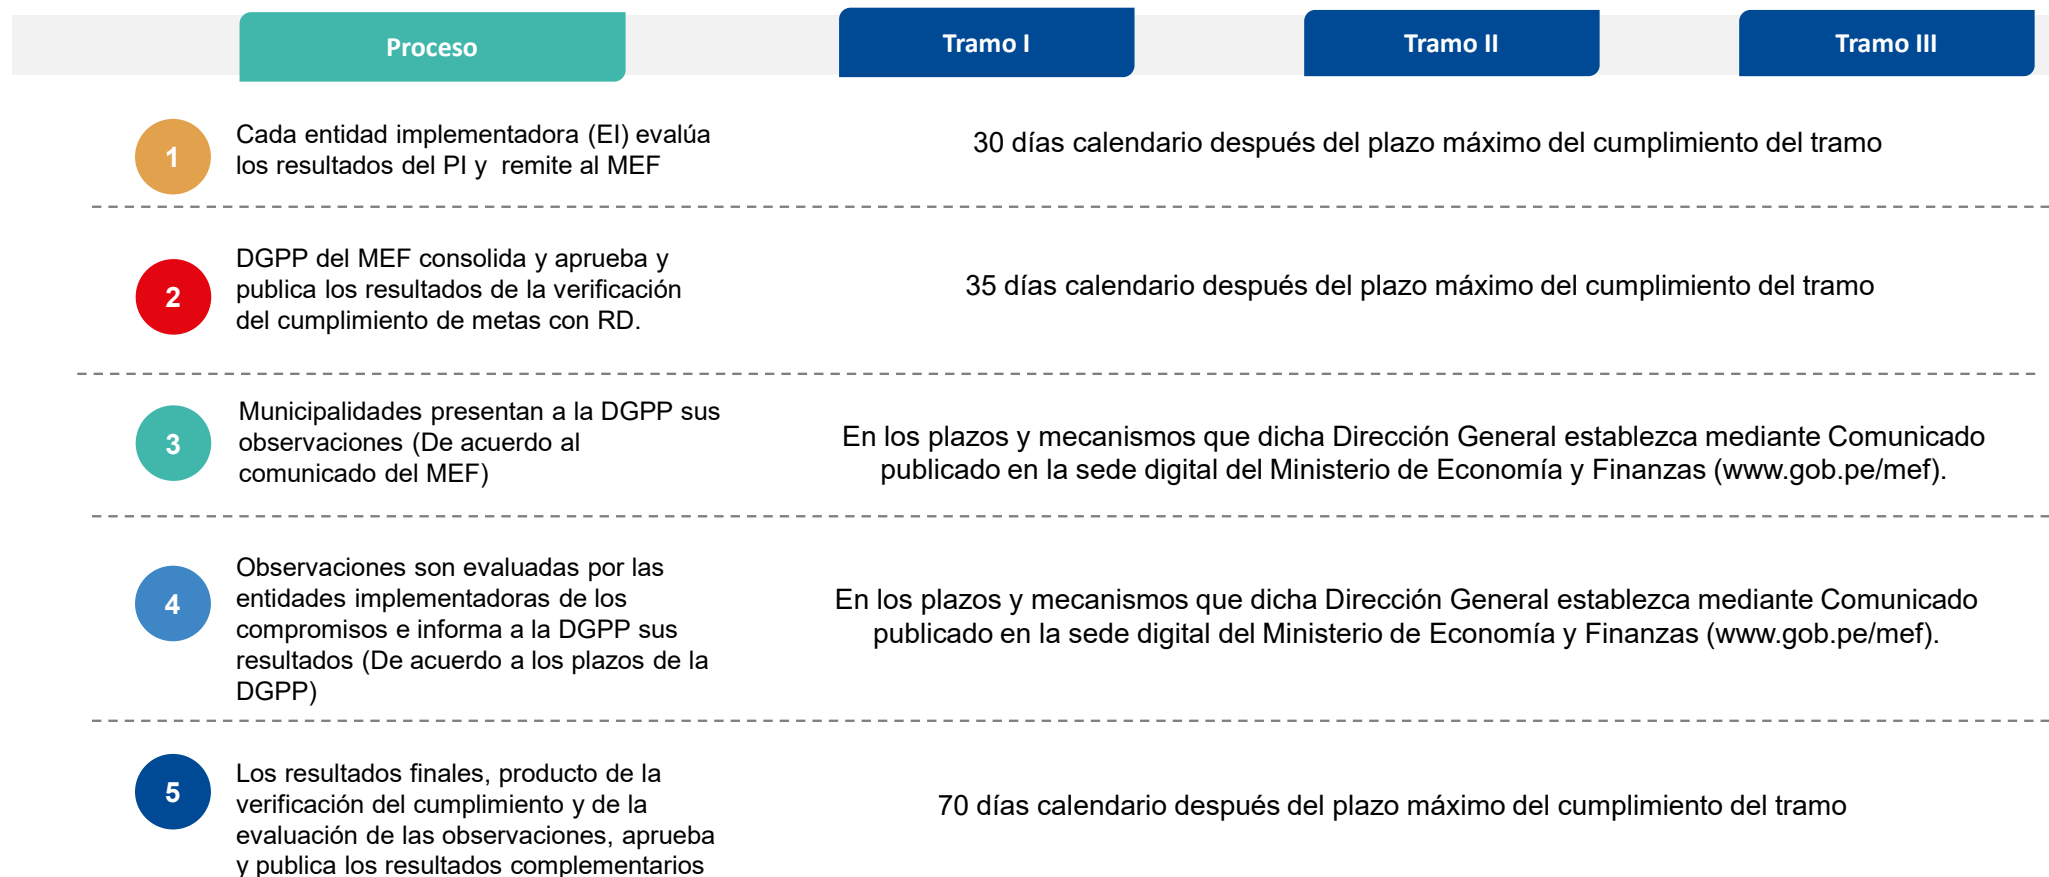 Proceso
Tramo I
Tramo II
Tramo III
1
Cada entidad implementadora (EI) evalúa
los resultados del PI y remite al MEF
30 días calendario después del plazo máximo del cumplimiento del tramo
2
DGPP del MEF consolida y aprueba y
publica los resultados de la verificación
del cumplimiento de metas con RD.
35 días calendario después del plazo máximo del cumplimiento del tramo
3
Municipalidades presentan a la DGPP sus
observaciones (De acuerdo al
comunicado del MEF)
En los plazos y mecanismos que dicha Dirección General establezca mediante Comunicado
publicado en la sede digital del Ministerio de Economía y Finanzas (www.gob.pe/mef).
4
Observaciones son evaluadas por las
entidades implementadoras de los
compromisos e informa a la DGPP sus
resultados (De acuerdo a los plazos de la
DGPP)
En los plazos y mecanismos que dicha Dirección General establezca mediante Comunicado
publicado en la sede digital del Ministerio de Economía y Finanzas (www.gob.pe/mef).
5
Los resultados finales, producto de la
verificación del cumplimiento y de la
evaluación de las observaciones, aprueba
y publica los resultados complementarios
70 días calendario después del plazo máximo del cumplimiento del tramo